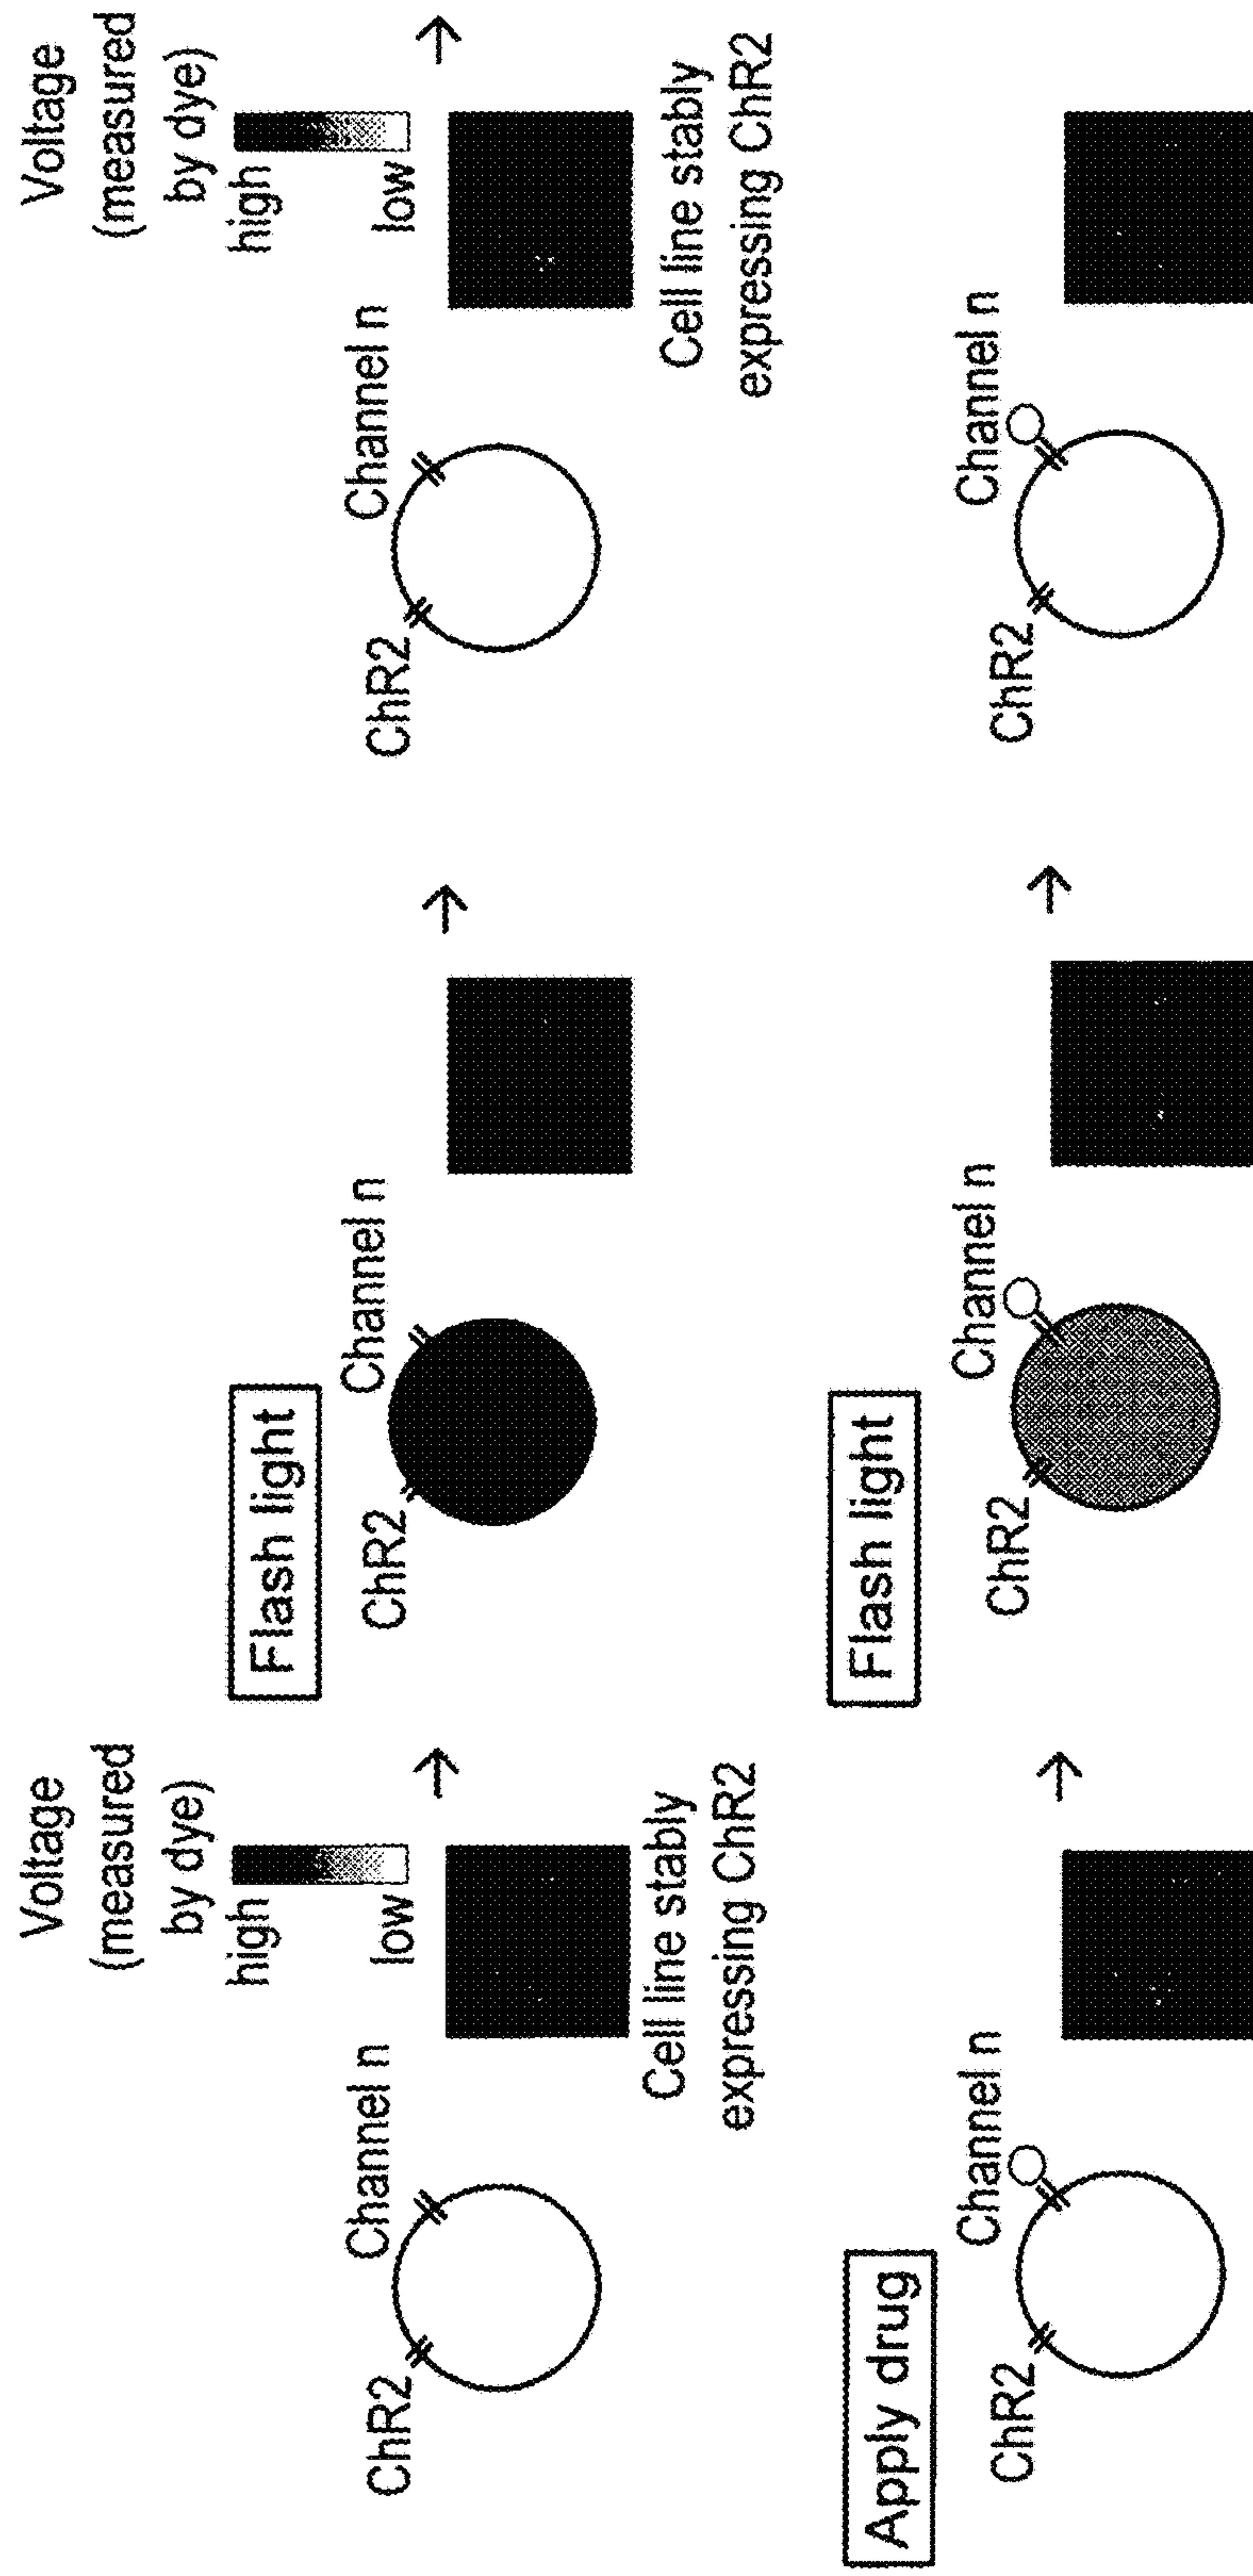 Voltage
(measured
by dye)
high
low
ChR2
Channel n
Cell line stably
expressing ChR2
Flash light
ChR2
Channel n
Voltage
(measured
by dye)
high
low
ChR2
Channel n
Cell line stably
expressing ChR2
Apply drug
ChR2
Channel n
Flash light
ChR2
Channel n
ChR2
Channel n